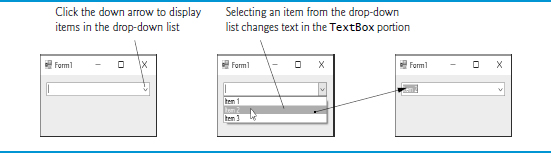 Click the down arrow to display
items in the drop-down list
Selecting an item from the drop-down
list changes text in the TextBox portion
Form1
Form1
Item 1
Item 2
Item 3
Form1